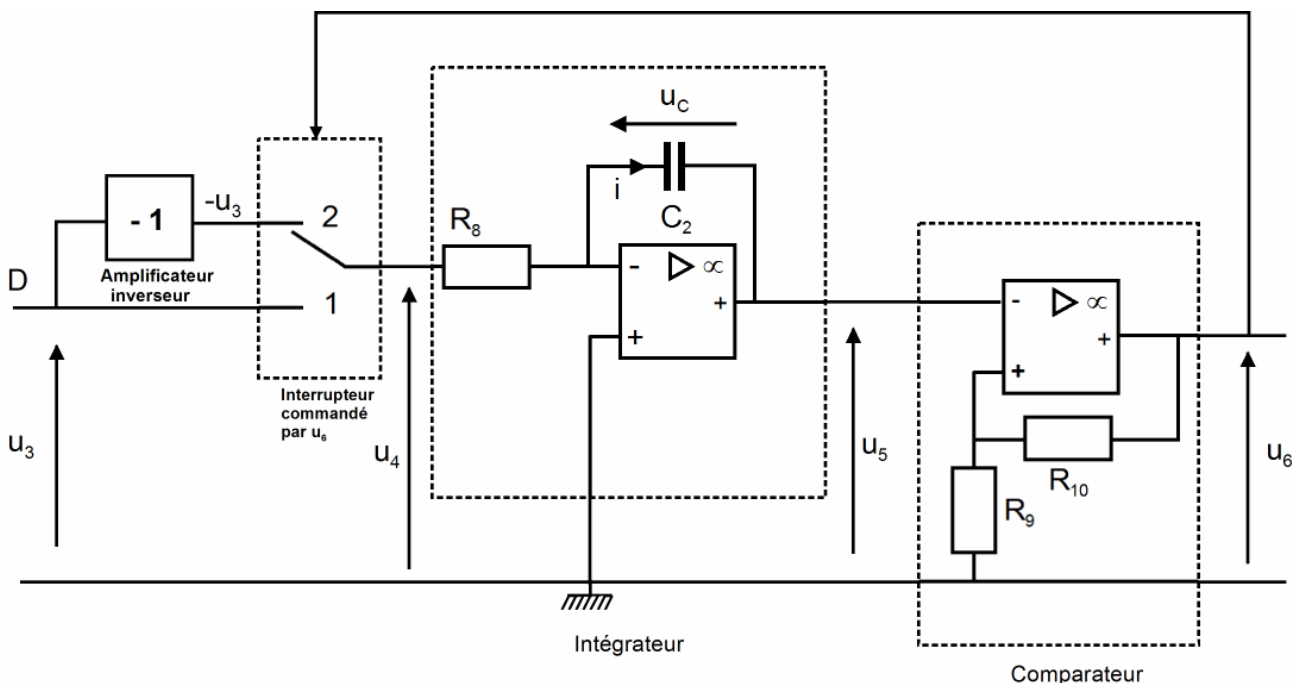 u_C
-u_3
2
i
C_2
R_8
- 1
D
Amplificateur
inverseur
1
- ▷ ∝
+
+
- ▷ ∝
+
+
Interrupteur
commandé
par u_6
u_3
u_4
u_5
R_10
R_9
u_6
Intégrateur
Comparateur